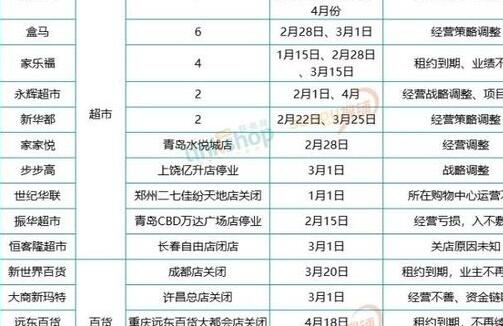 4月份
盒马 6 2月28日、3月1日 经营策略调整
家乐福 4 1月15日、2月28日、3月15日 租约到期、业绩不
永辉超市 2 2月1日、4月 经营战略调整、项目
新华都 2 2月22日、3月25日 经营策略调整
超市
家家悦 青岛水悦城店 2月28日 经营调整
步步高 上饶亿升店停业 3月1日 战略调整
世纪华联 郑州二七佳纷天地店关闭 1月1日 所在购物中心运营不
振华超市 青岛CBD万达广场店停业 2月15日 经营亏损，入不敷
恒客隆超市 长春自由店闭店 3月1日 关店原因未知
新世界百货 成都店关闭 3月20日 租约到期，业主不再
大商新玛特 许昌总店关闭 3月1日 经营不善、资金链
百货
远东百货 重庆远东百货大都会店关闭 4月18日 租约到期，不再续